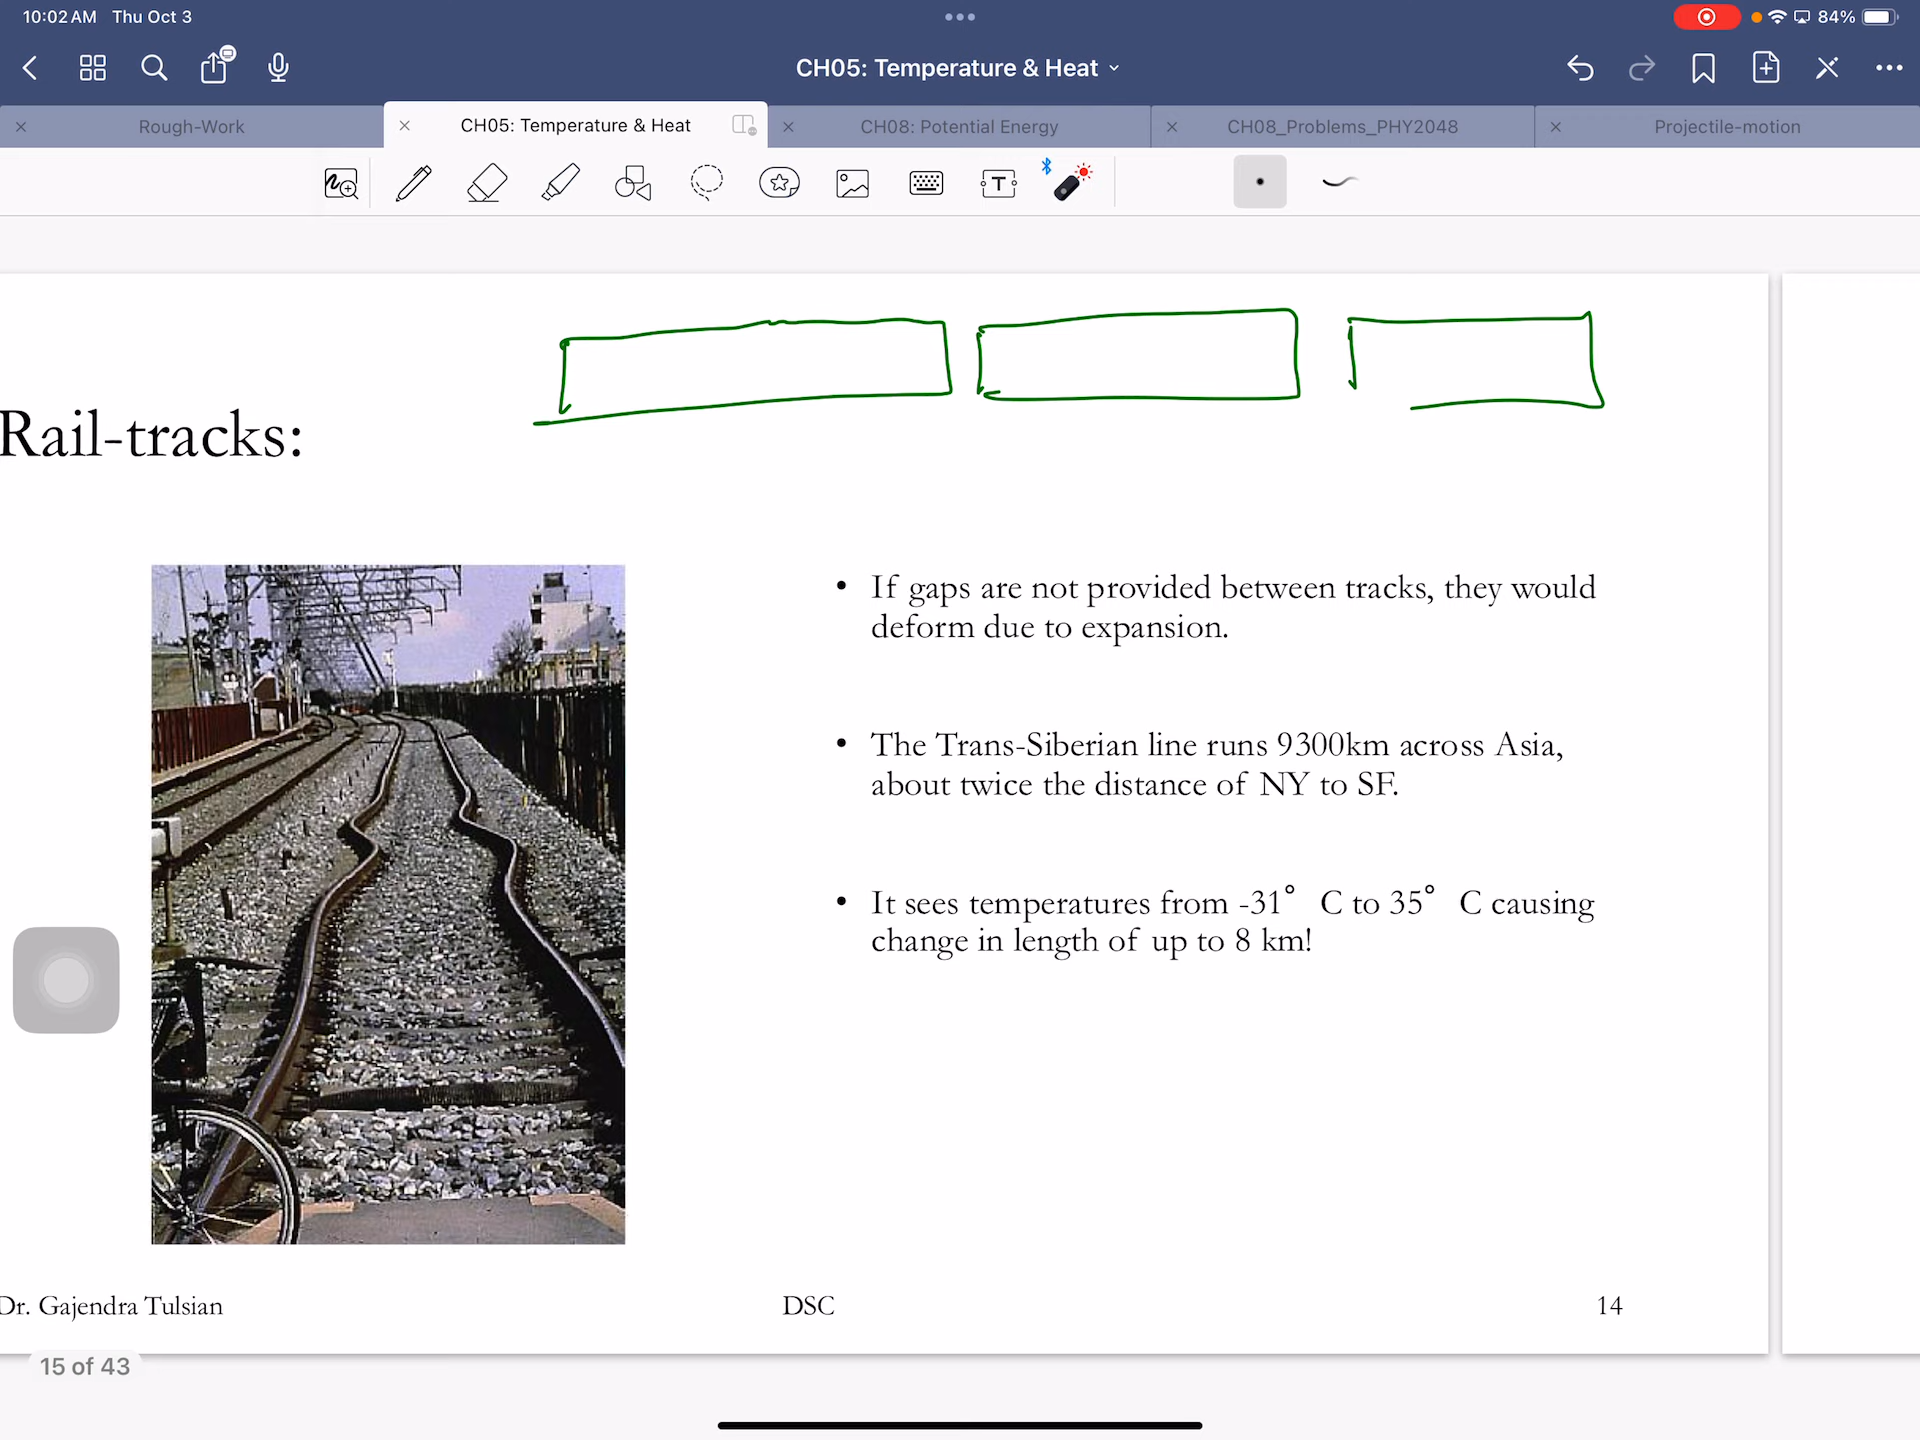 10:02 AM Thu Oct 3
84%
CH05: Temperature & Heat
Rough-Work
CH05: Temperature & Heat
CH08: Potential Energy
CH08_Problems_PHY2048
Projectile-motion
T
Rail-tracks:
• If gaps are not provided between tracks, they would
deform due to expansion.
• The Trans-Siberian line runs 9300km across Asia,
about twice the distance of NY to SF.
• It sees temperatures from -31° C to 35° C causing
change in length of up to 8 km!
Dr. Gajendra Tulsian
DSC
14
15 of 43